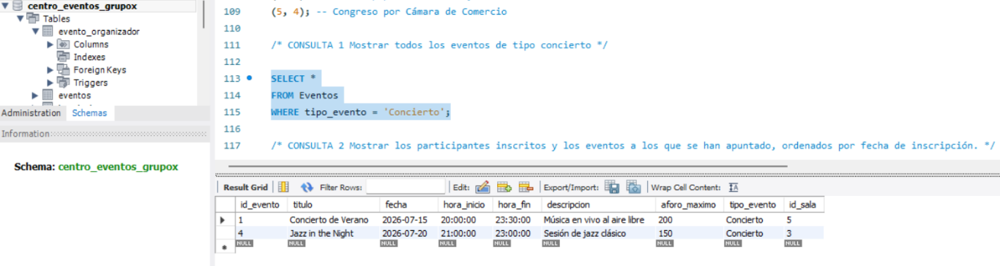 centro_eventos_grupox
Tables
evento_organizador
Columns
Indexes
Foreign Keys
Triggers
eventos
Administration Schemas
Information
Schema: centro_eventos_grupox
109 (5, 4); -- Congreso por Cámara de Comercio
110
111 /* CONSULTA 1 Mostrar todos los eventos de tipo concierto */
112
113 SELECT *
114 FROM Eventos
115 WHERE tipo_evento = 'Concierto';
116
117 /* CONSULTA 2 Mostrar los participantes inscritos y los eventos a los que se han apuntado, ordenados por fecha de inscripción. */
Result Grid Filter Rows: Edit: Export/Import: Wrap Cell Content:
id_evento titulo fecha hora_inicio hora_fin descripcion aforo_maximo tipo_evento id_sala
1 Concierto de Verano 2026-07-15 20:00:00 23:30:00 Música en vivo al aire libre 200 Concierto 5
4 Jazz in the Night 2026-07-20 21:00:00 23:00:00 Sesión de jazz clásico 150 Concierto 3
NULL NULL NULL NULL NULL NULL NULL NULL NULL